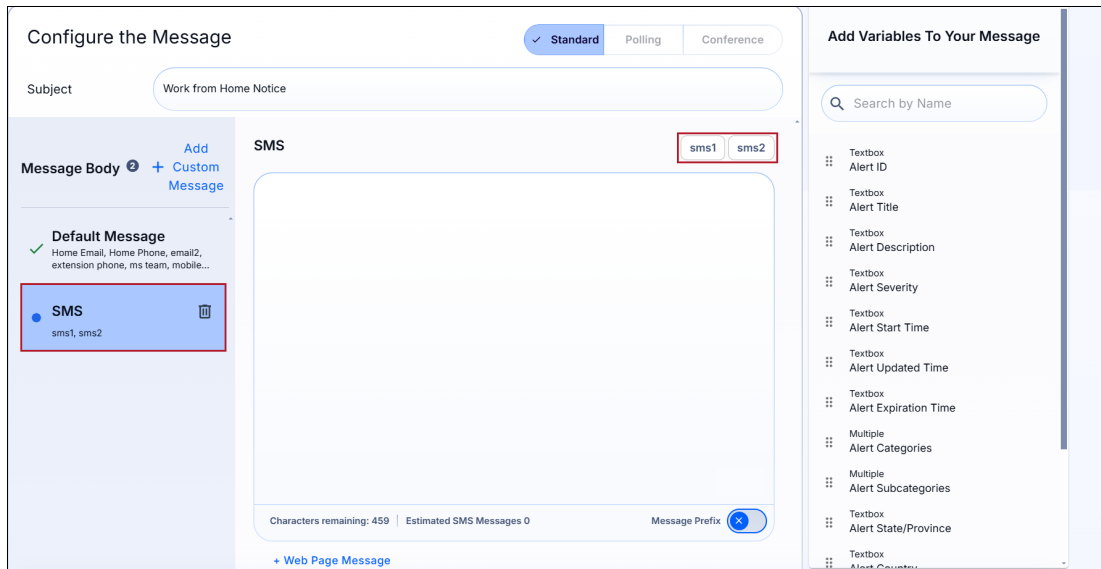 Configure the Message
Standard
Polling
Conference
Subject
Work from Home Notice
Message Body 2
+ Add Custom Message
Default Message
Home Email, Home Phone, email2,
extension phone, ms team, mobile...
SMS
sms1, sms2
SMS
sms1
sms2
Characters remaining: 459
Estimated SMS Messages 0
Message Prefix
+ Web Page Message
Add Variables To Your Message
Search by Name
Textbox
Alert ID
Textbox
Alert Title
Textbox
Alert Description
Textbox
Alert Severity
Textbox
Alert Start Time
Textbox
Alert Updated Time
Textbox
Alert Expiration Time
Multiple
Alert Categories
Multiple
Alert Subcategories
Textbox
Alert State/Province
Textbox
Alert Country